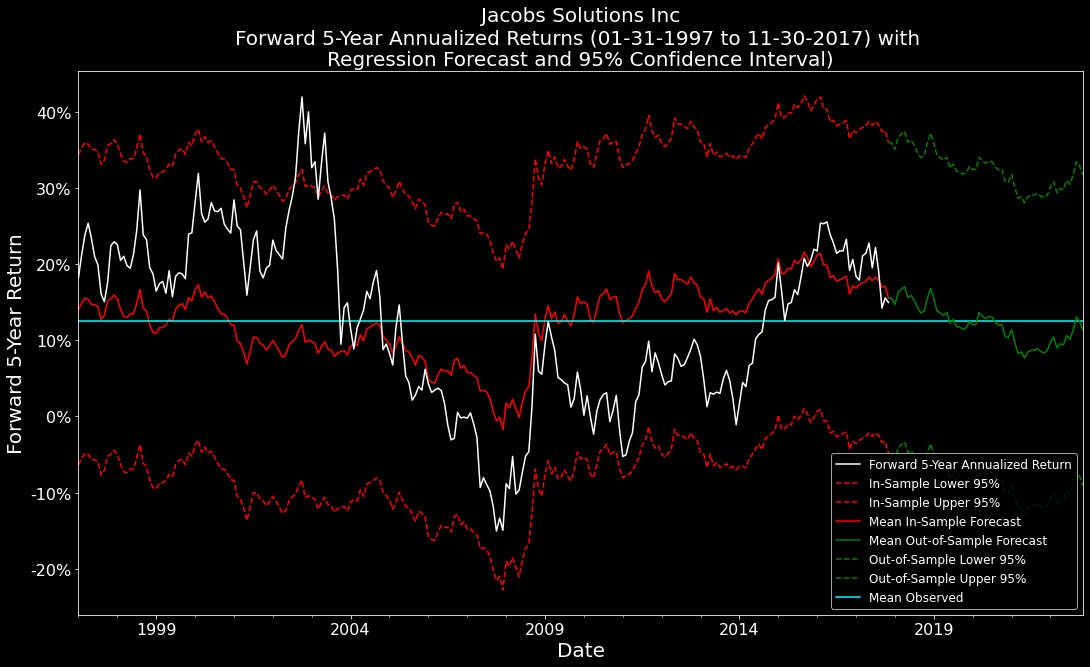 Jacobs Solutions Inc
Forward 5-Year Annualized Returns (01-31-1997 to 11-30-2017) with
Regression Forecast and 95% Confidence Interval)
Forward 5-Year Return
40%
30%
20%
10%
0%
-10%
-20%
Forward 5-Year Annualized Return
In-Sample Lower 95%
In-Sample Upper 95%
Mean In-Sample Forecast
Mean Out-of-Sample Forecast
Out-of-Sample Lower 95%
Out-of-Sample Upper 95%
Mean Observed
1999 2004 2009 2014 2019
Date